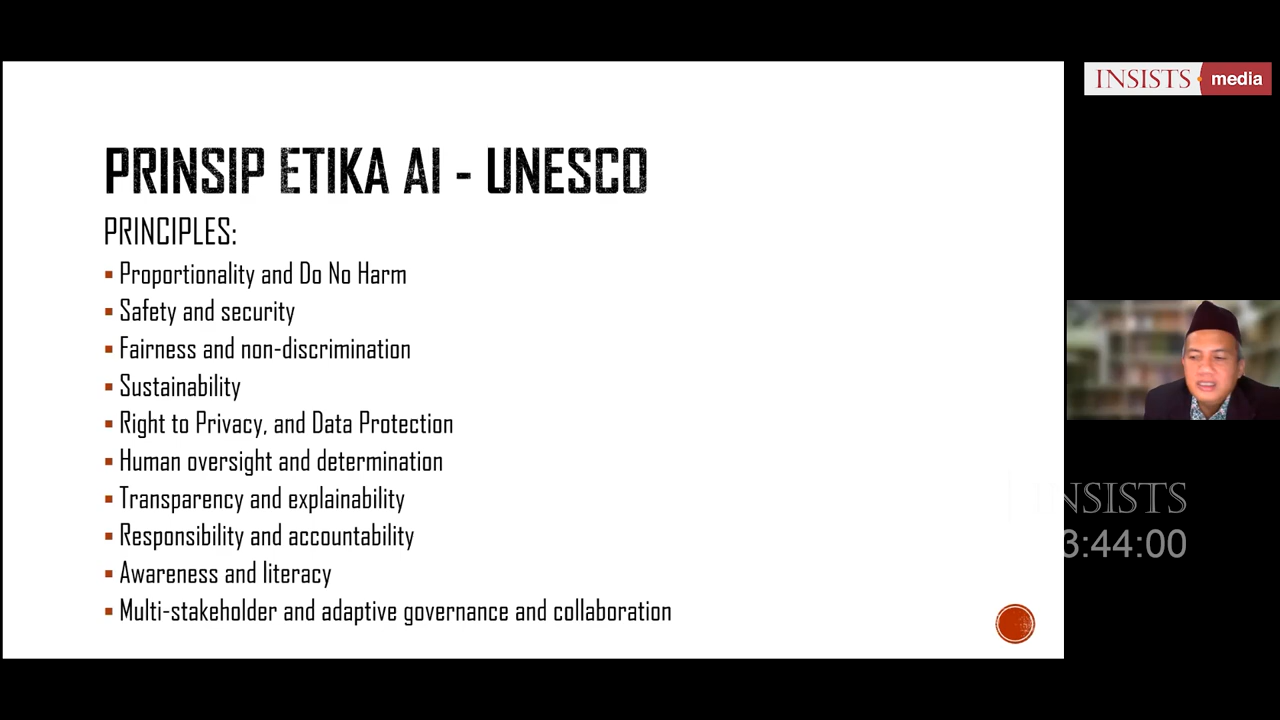 PRINSIP ETIKA AI - UNESCO
PRINCIPLES:
Proportionality and Do No Harm
Safety and security
Fairness and non-discrimination
Sustainability
Right to Privacy, and Data Protection
Human oversight and determination
Transparency and explainability
Responsibility and accountability
Awareness and literacy
Multi-stakeholder and adaptive governance and collaboration
INSISTS media
INSISTS
3:44:00